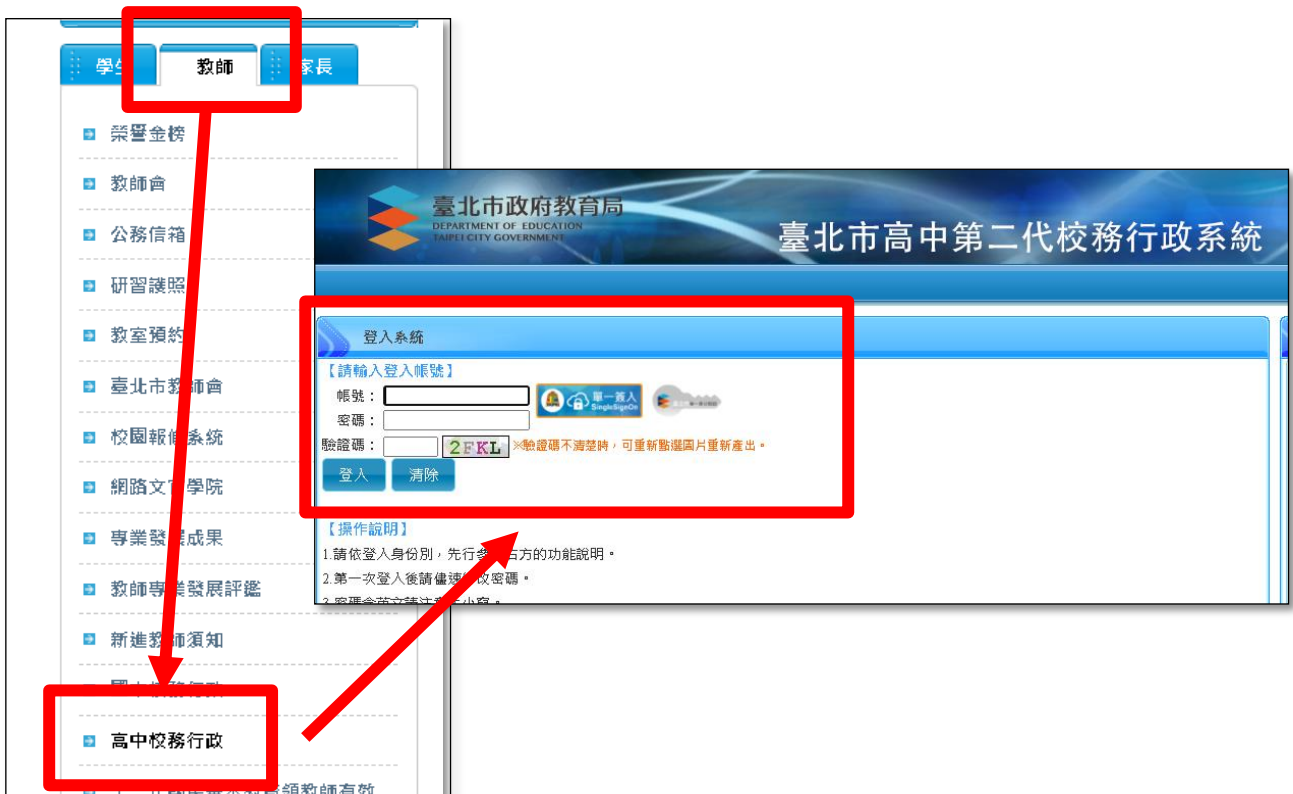 教師
家長
榮譽金榜
教師會
公務信箱
研習護照
教室預約
臺北市教師會
校園報修系統
網路文官學院
專業發展成果
教師專業發展評鑑
新進教師須知
高中校務行政
領教師有效
臺北市政府教育局
DEPARTMENT OF EDUCATION
TAIPEI CITY GOVERNMENT
臺北市高中第二代校務行政系統
登入系統
【請輸入登入帳號】
帳號：
單一簽入
SingleSignOn
密碼：
驗證碼：
2FKL
※驗證碼不清楚時，可重新點選圖片重新產出。
登入
清除
【操作說明】
1.請依登入身份別，先行參 右方的功能說明。
2.第一次登入後請儘速 改密碼。